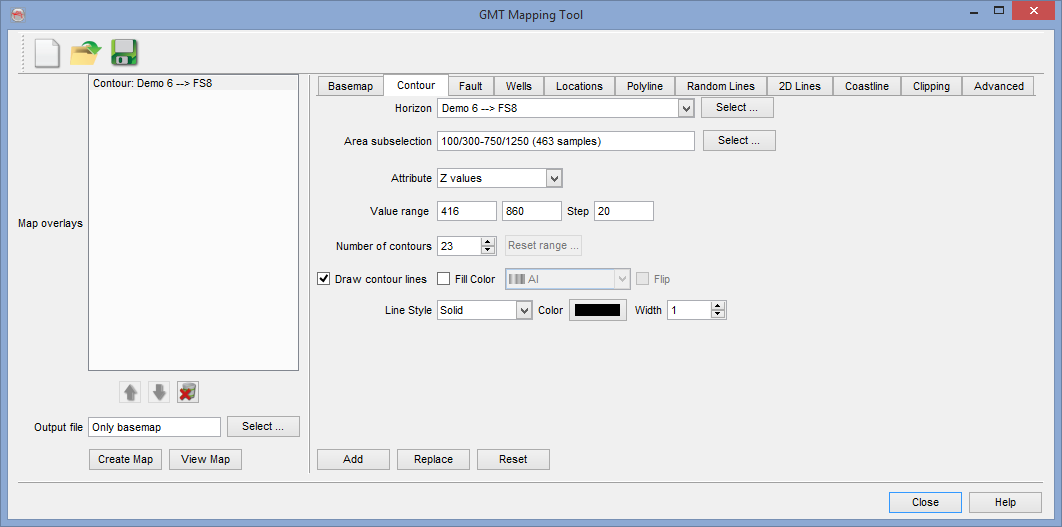 GMT Mapping Tool
Contour: Demo 6 --> FS8
Map overlays
Output file Only basemap Select ...
Create Map View Map
Basemap Contour Fault Wells Locations Polyline Random Lines 2D Lines Coastline Clipping Advanced
Horizon Demo 6 --> FS8 Select ...
Area subselection 100/300-750/1250 (463 samples) Select ...
Attribute Z values
Value range 416 860 Step 20
Number of contours 23 Reset range ...
Draw contour lines Fill Color AI Flip
Line Style Solid Color Width 1
Add Replace Reset
Close Help